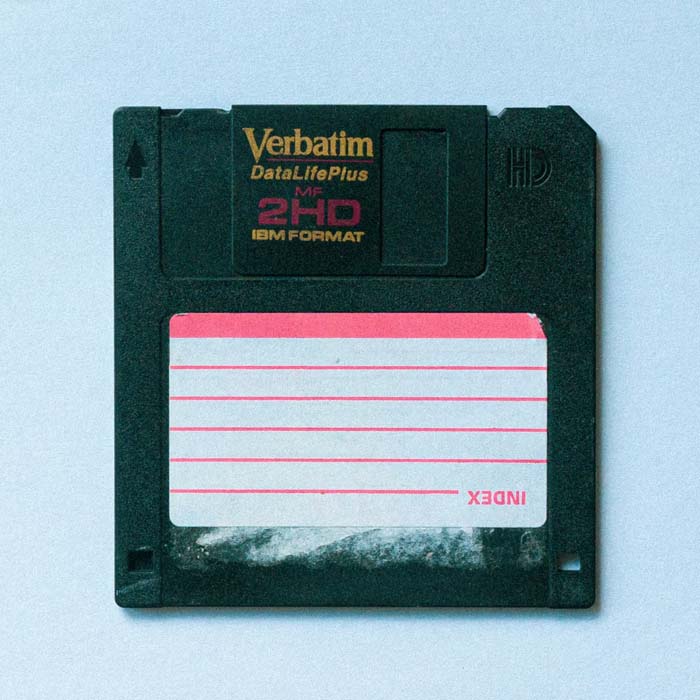 Verbatim
DataLifePlus
MF
2HD
IBM FORMAT
HD
INDEX